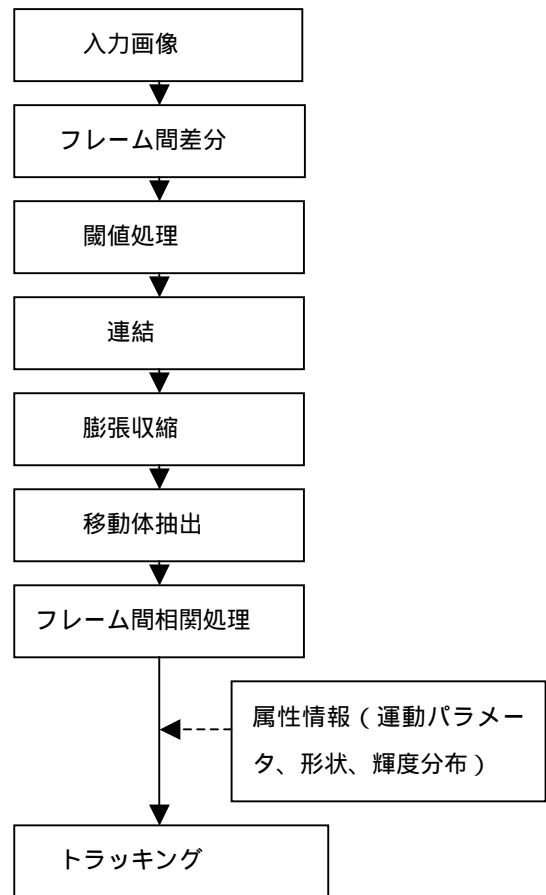 入力画像
フレーム間差分
閾値処理
連結
膨張収縮
移動体抽出
フレーム間相関処理
属性情報(運動パラメー
タ、形状、輝度分布)
トラッキング